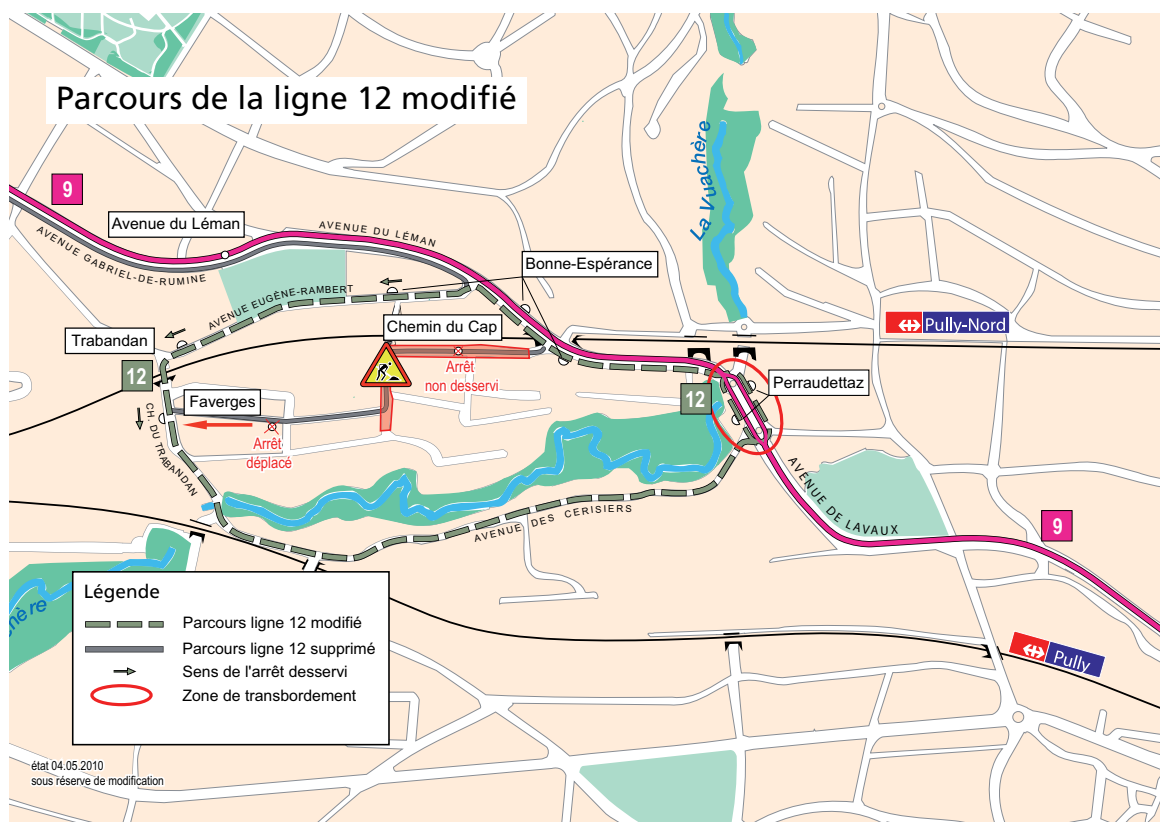 Parcours de la ligne 12 modifié
La Vuachère
9
Avenue du Léman
AVENUE DU LÉMAN
AVENUE GABRIEL-DE-RUMINE
Bonne-Espérance
AVENUE EUGÈNE-RAMBERT
Chemin du Cap
Pully-Nord
Trabandan
Arrêt
non desservi
12
Perraudettaz
12
Faverges
Arrêt
déplacé
CH. DU TRABANDAN
AVENUE DES CERISIERS
AVENUE DE LAVAUX
9
nère
Légende
Parcours ligne 12 modifié
Parcours ligne 12 supprimé
Sens de l'arrêt desservi
Zone de transbordement
Pully
état 04.05.2010
sous réserve de modification